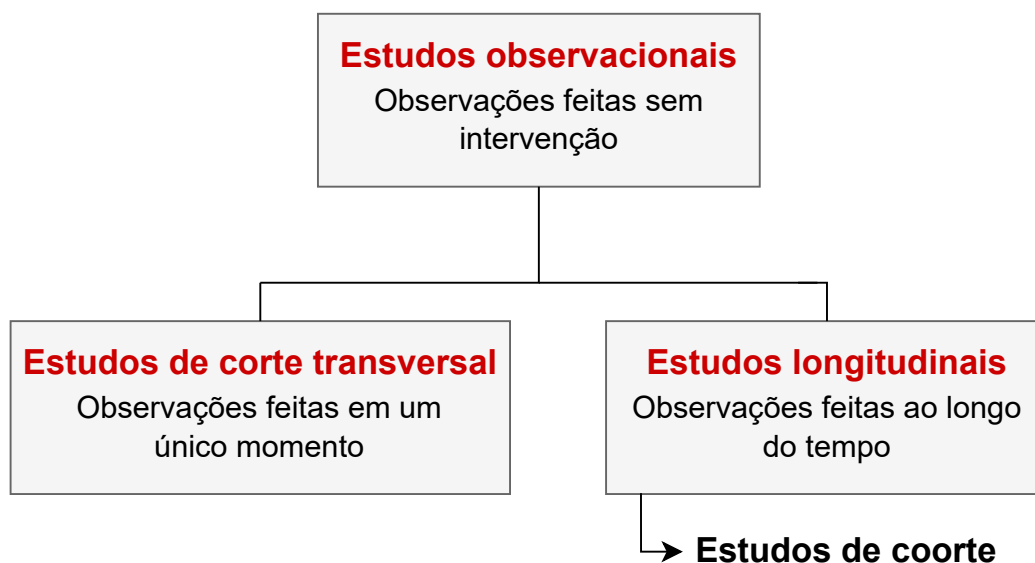 Estudos observacionais
Observações feitas sem
intervenção
Estudos de corte transversal
Observações feitas em um
único momento
Estudos longitudinais
Observações feitas ao longo
do tempo
Estudos de coorte